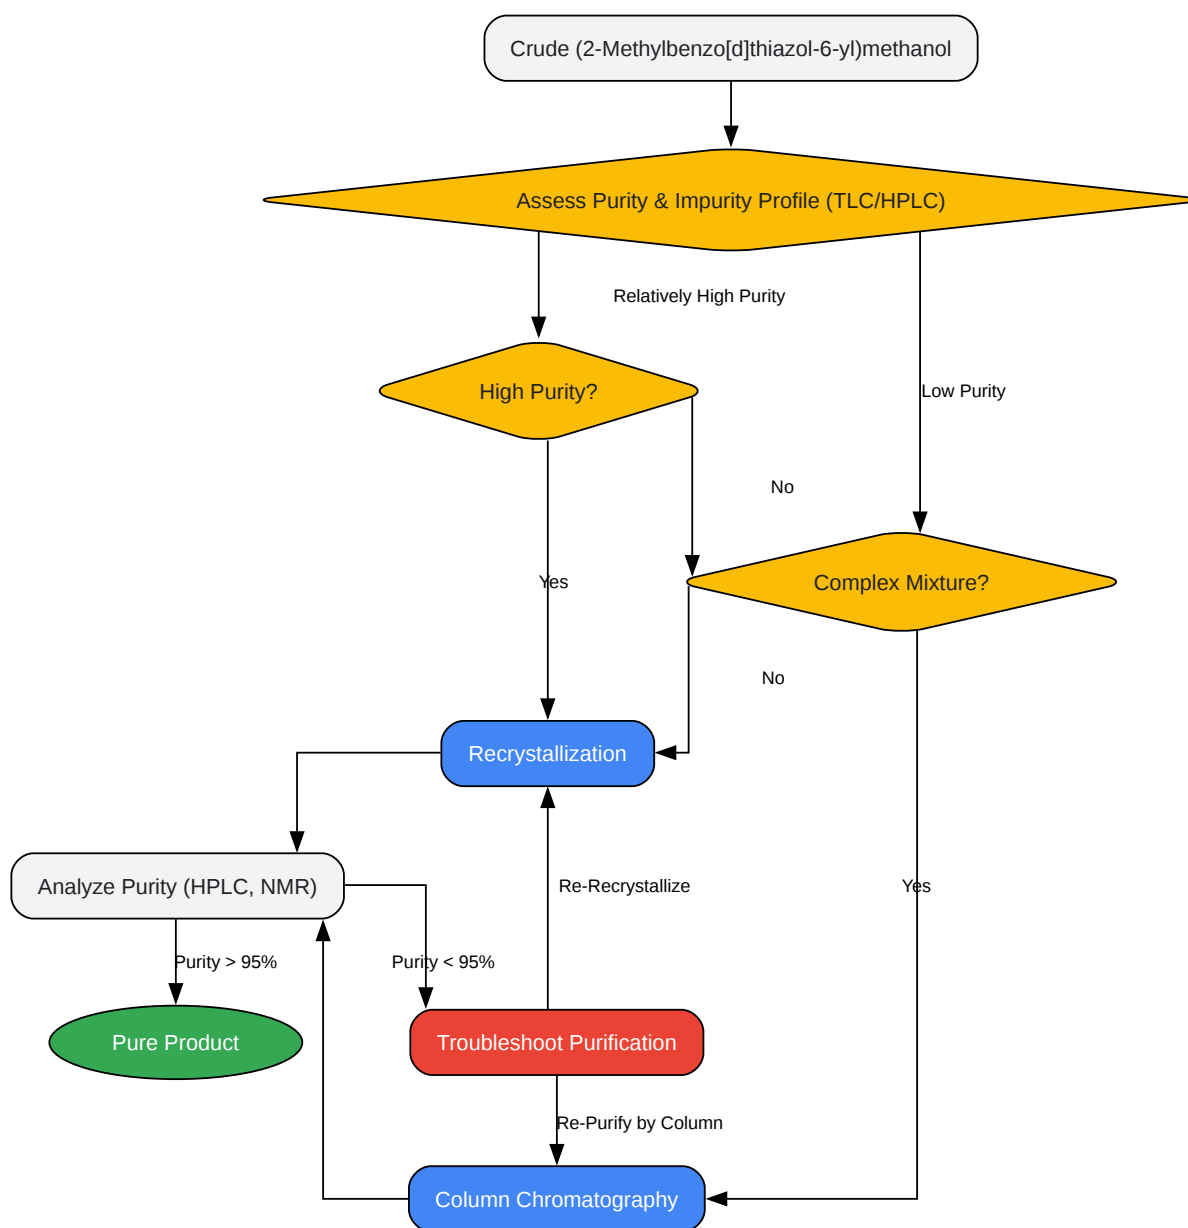 Crude (2-Methylbenzo[d]thiazol-6-yl)methanol
Assess Purity & Impurity Profile (TLC/HPLC)
Relatively High Purity
High Purity?
Low Purity
No
Yes
Complex Mixture?
No
Recrystallization
Analyze Purity (HPLC, NMR)
Re-Recrystallize
Yes
Purity > 95%
Purity < 95%
Pure Product
Troubleshoot Purification
Re-Purify by Column
Column Chromatography